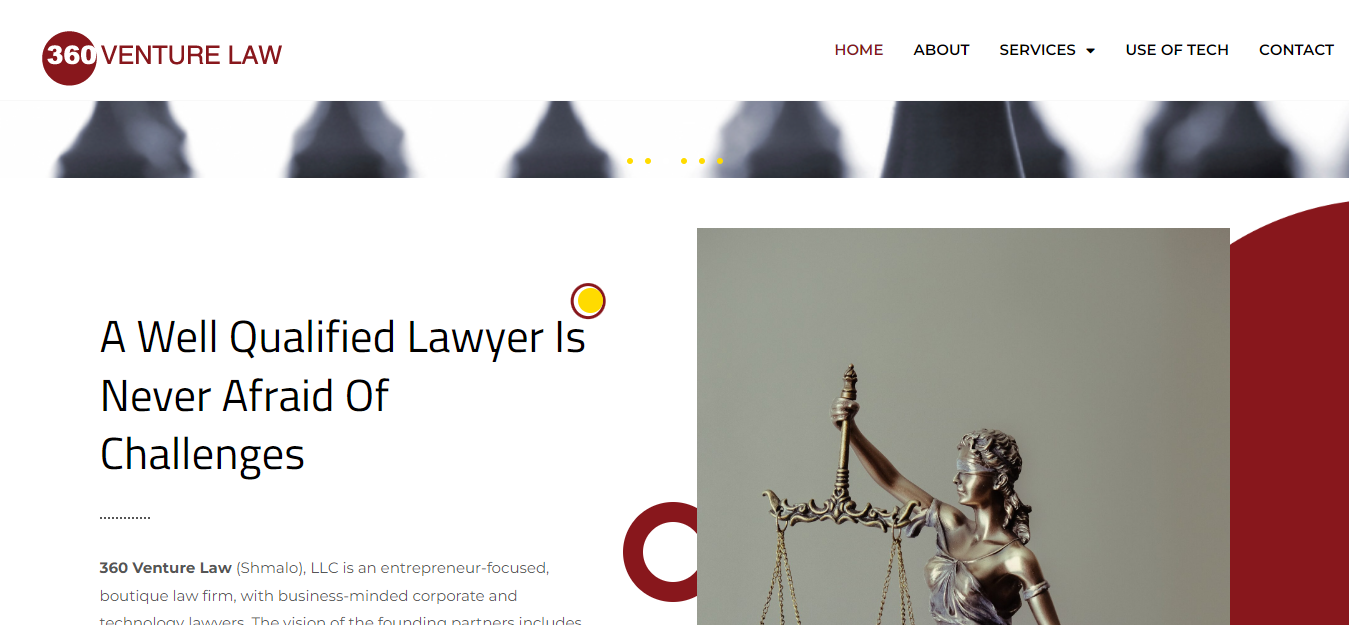 360 VENTURE LAW
HOME ABOUT SERVICES USE OF TECH CONTACT
A Well Qualified Lawyer Is
Never Afraid Of
Challenges
360 Venture Law (Shmalo), LLC is an entrepreneur-focused,
boutique law firm, with business-minded corporate and
technology lawyers. The vision of the founding partners includes